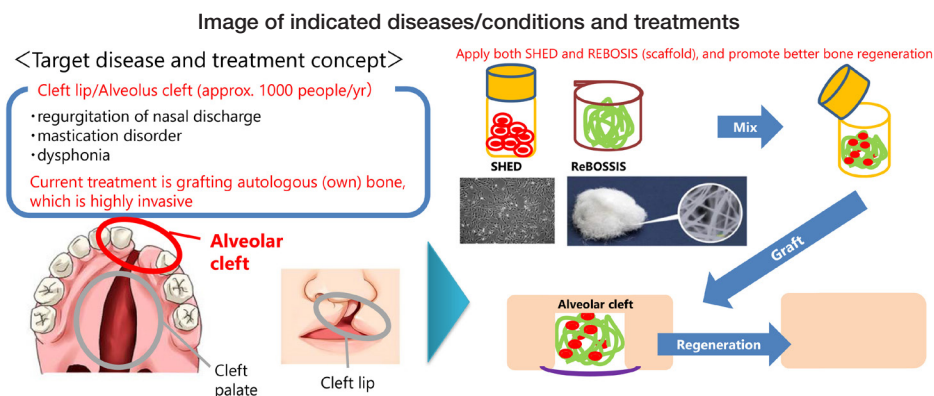 Image of indicated diseases/conditions and treatments
<Target disease and treatment concept>
Cleft lip/Alveolus cleft (approx. 1000 people/yr)
・regurgitation of nasal discharge
・mastication disorder
・dysphonia
Current treatment is grafting autologous (own) bone,
which is highly invasive
Alveolar
cleft
Cleft
palate
Cleft lip
Apply both SHED and REBOSIS (scaffold), and promote better bone regeneration
SHED
ReBOSSIS
Mix
Graft
Alveolar cleft
Regeneration